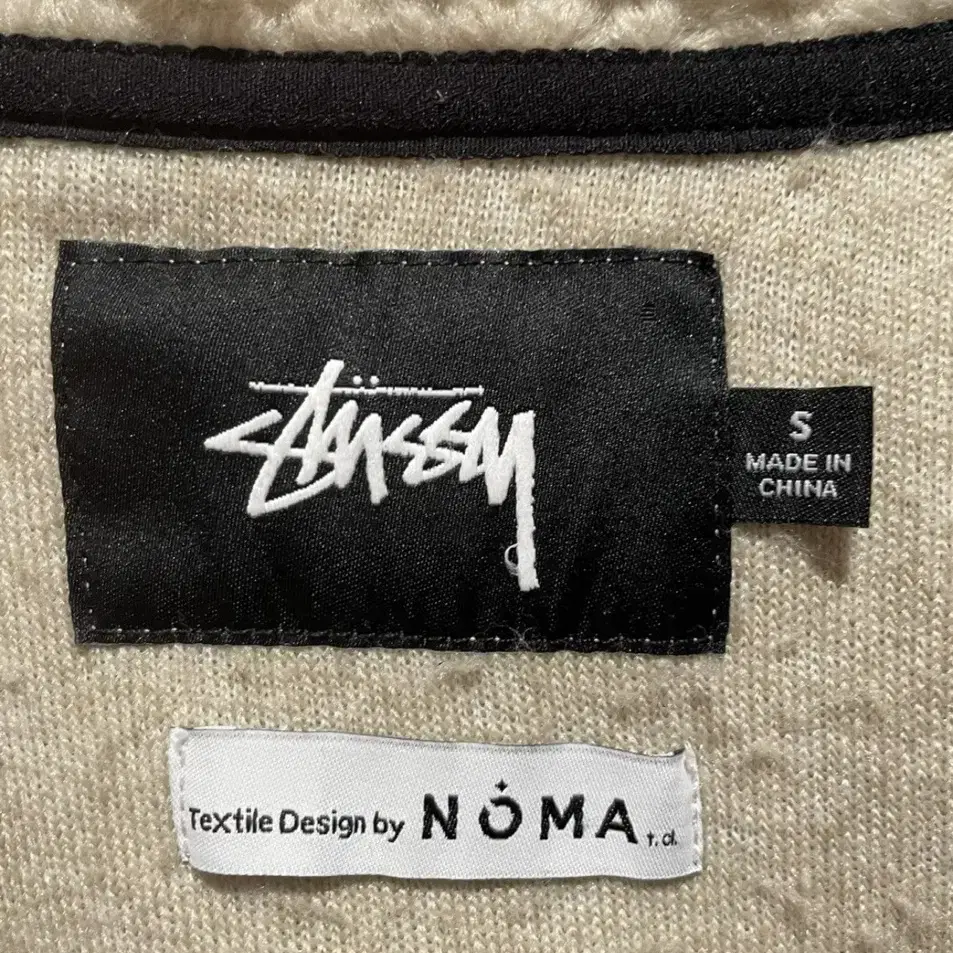 Stüssy
S
MADE IN
CHINA
Textile Design by NOMA t.d.